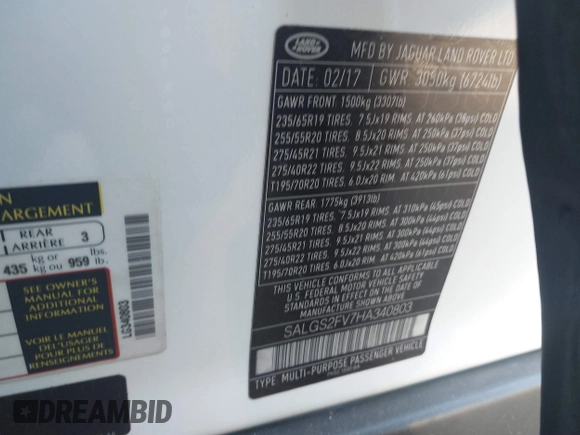 LAND ROVER
MFD BY JAGUAR LAND ROVER LTD
DATE: 02/17 GWR 3050kg (6724lb)
GAWR FRONT 1500kg (3307lb)
235/65R19 TIRES. 7.5Jx19 RIMS. AT 260kPa (38psi) COLD
255/55R20 TIRES. 8.5Jx20 RIMS. AT 250kPa (37psi) COLD
275/45R21 TIRES. 9.5Jx21 RIMS. AT 250kPa (37psi) COLD
275/40R22 TIRES. 9.5Jx22 RIMS. AT 250kPa (37psi) COLD
T195/70R20 TIRES. 6.0Jx20 RIM. AT 420kPa (61psi) COLD
GAWR REAR 1775kg (3913lb)
235/65R19 TIRES. 7.5Jx19 RIMS. AT 310kPa (45psi) COLD
255/55R20 TIRES. 8.5Jx20 RIMS. AT 300kPa (44psi) COLD
275/45R21 TIRES. 9.5Jx21 RIMS. AT 300kPa (44psi) COLD
275/40R22 TIRES. 9.5Jx22 RIMS. AT 300kPa (44psi) COLD
T195/70R20 TIRES. 6.0Jx20 RIM. AT 420kPa (61psi) COLD
THIS VEHICLE CONFORMS TO ALL APPLICABLE
FEDERAL MOTOR VEHICLE SAFETY
STANDARDS IN EFFECT ON THE DATE OF
MANUFACTURE SHOWN ABOVE
SALGS2FV7HA340803
TYPE MULTI-PURPOSE PASSENGER VEHICLE
ON
ARGEMENT
REAR
ARRIÈRE 3
435 kg or kg ou 959 lbs. lb.
SEE OWNER'S
MANUAL FOR
ADDITIONAL
INFORMATION
VOIR LE MANUEL
DE L'USAGER
POUR PLUS DE
RENSEIGNEMENTS
LG340803
DREAMBID